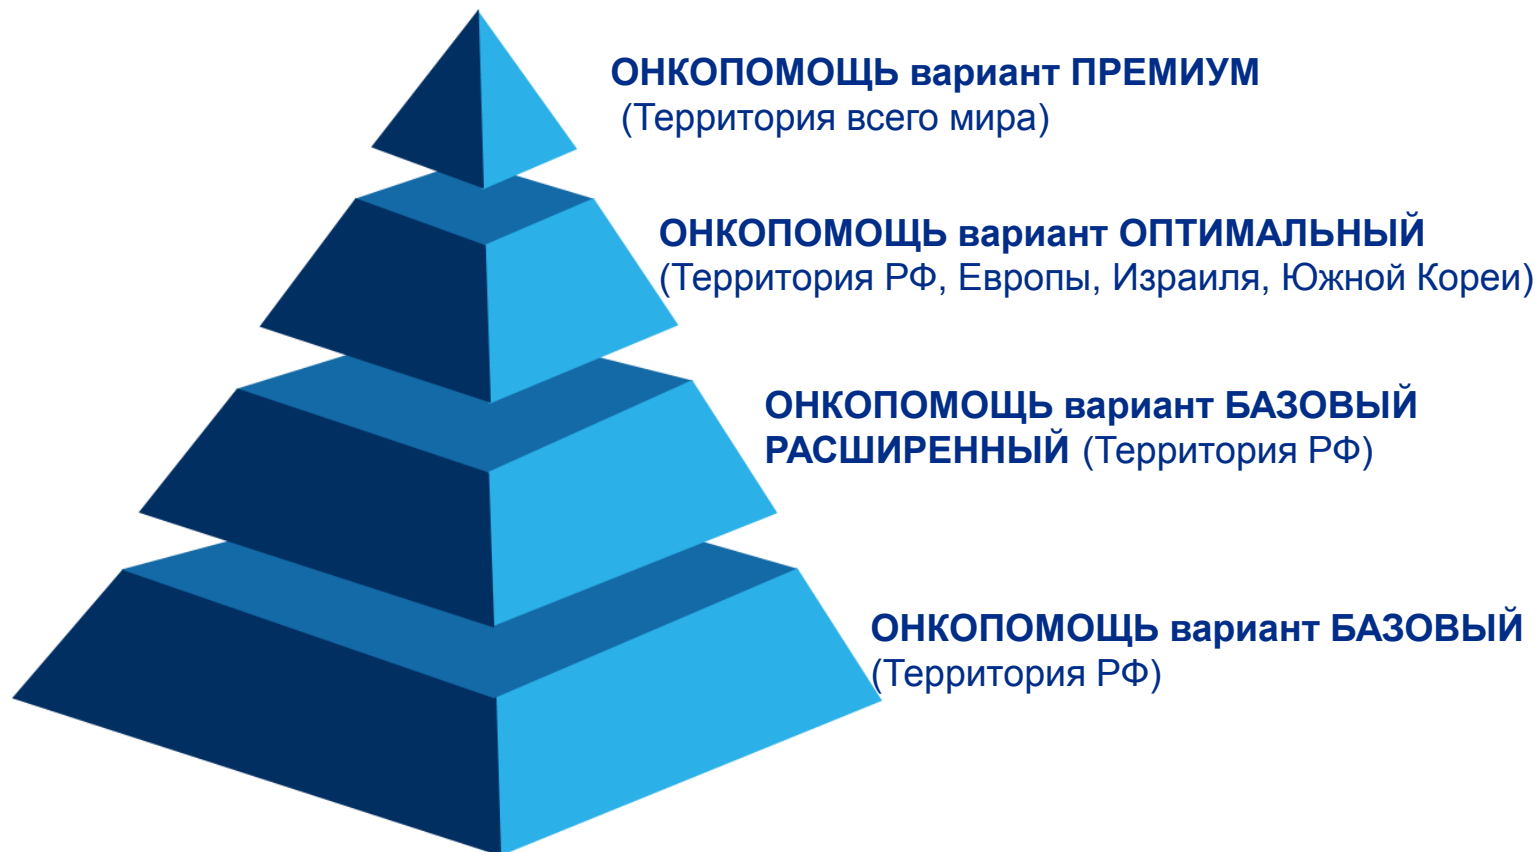 ОНКОПОМОЩЬ вариант ПРЕМИУМ
(Территория всего мира)
ОНКОПОМОЩЬ вариант ОПТИМАЛЬНЫЙ
(Территория РФ, Европы, Израиля, Южной Кореи)
ОНКОПОМОЩЬ вариант БАЗОВЫЙ
РАСШИРЕННЫЙ (Территория РФ)
ОНКОПОМОЩЬ вариант БАЗОВЫЙ
(Территория РФ)